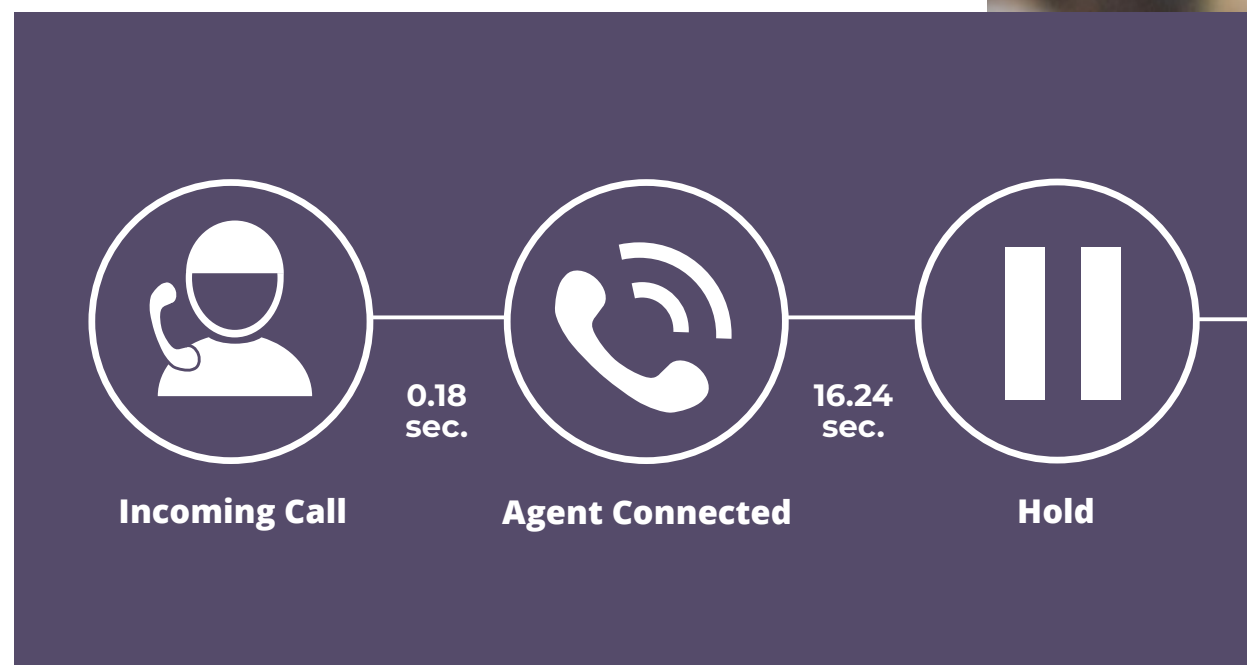 0.18
sec.
16.24
sec.
Incoming Call
Agent Connected
Hold